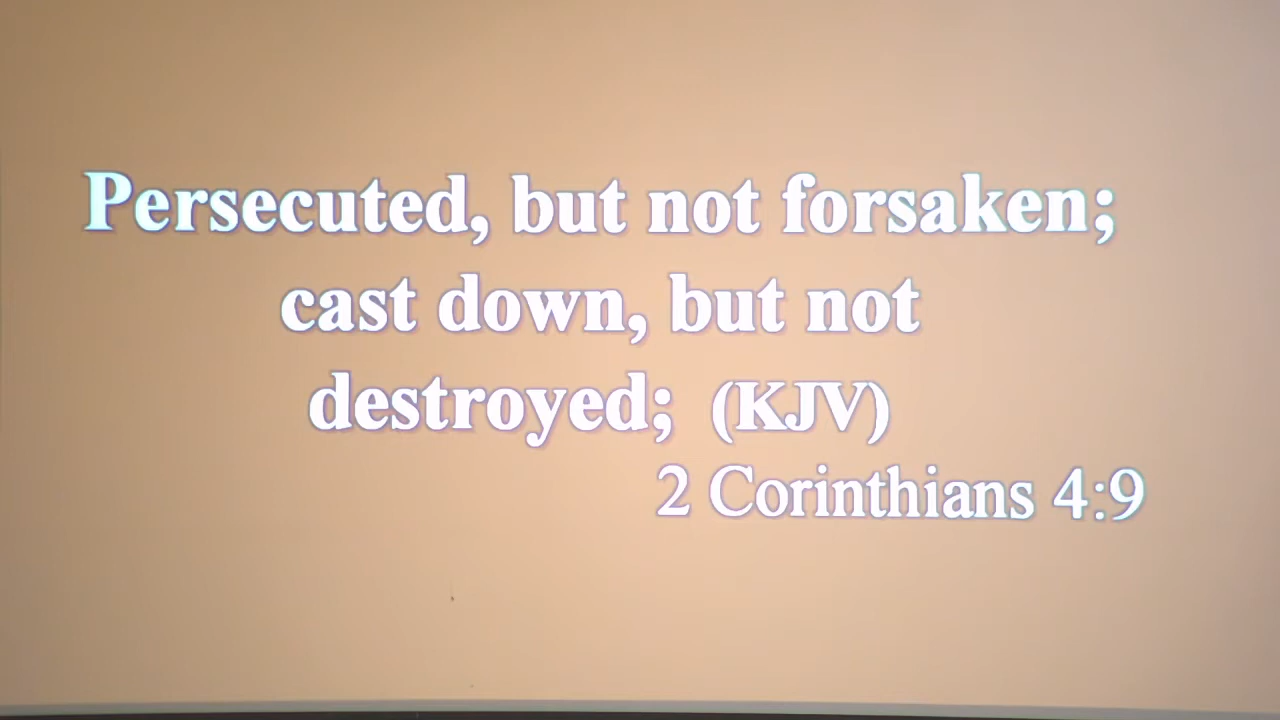 Persecuted, but not forsaken;
cast down, but not
destroyed; (KJV)
2 Corinthians 4:9